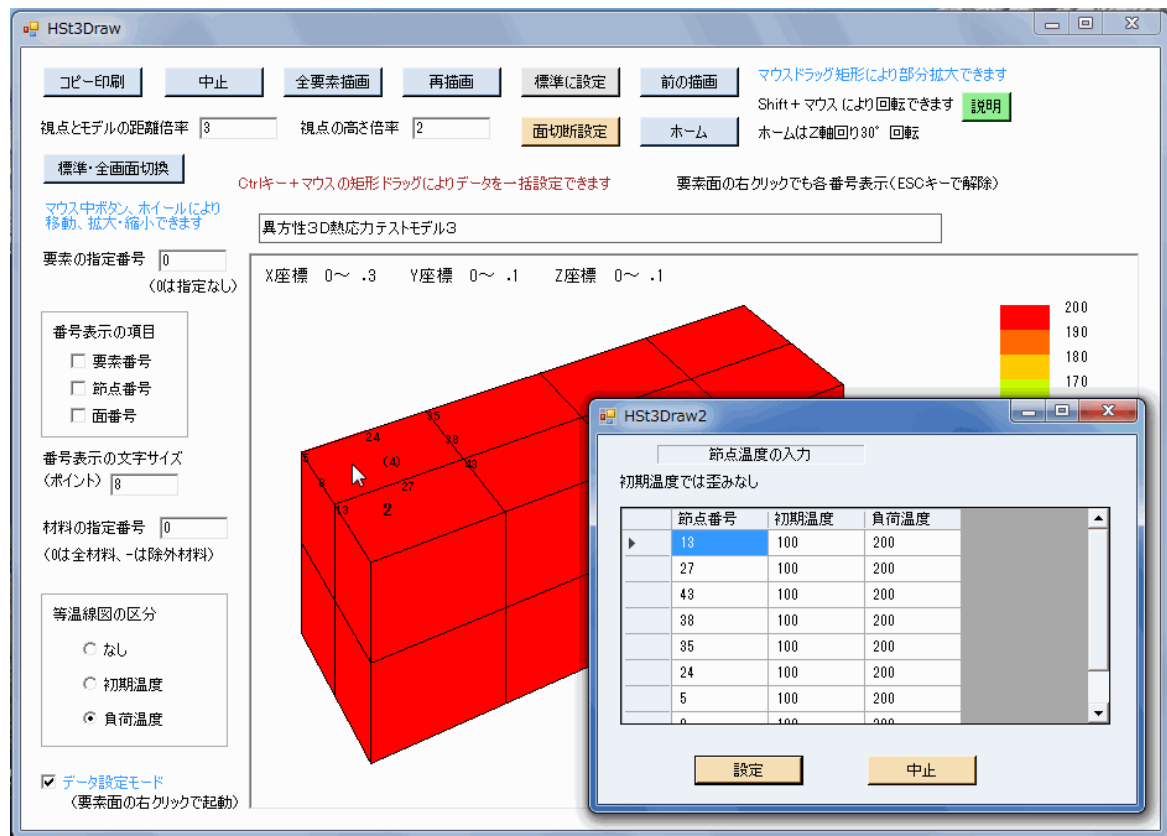 HSt3Draw
コピー印刷 中止 全要素描画 再描画 標準に設定 前の描画 マウスドラッグ矩形により部分拡大できます
Shift+マウスにより回転できます 説明
視点とモデルの距離倍率 3 視点の高さ倍率 2 面切断設定 ホーム ホームはZ軸回り30° 回転
標準・全画面切換
Ctrlキー+マウスの矩形ドラッグによりデータを一括設定できます 要素面の右クリックでも各番号表示(ESCキーで解除)
マウス中ボタン、ホイールにより
移動、拡大・縮小できます
異方性3D熱応力テストモデル3
要素の指定番号 0
(0は指定なし)
X座標 0~ .3 Y座標 0~ .1 Z座標 0~ .1
番号表示の項目
要素番号
節点番号
面番号
番号表示の文字サイズ
(ポイント) 8
材料の指定番号 0
(0は全材料、-は除外材料)
等温線図の区分
なし
初期温度
負荷温度
データ設定モード
(要素面の右クリックで起動)
35
24
38
5
(4)
43
8
27
13
2
200
190
180
170
HSt3Draw2
節点温度の入力
初期温度では歪みなし
節点番号 初期温度 負荷温度
13 100 200
27 100 200
43 100 200
38 100 200
35 100 200
24 100 200
5 100 200
設定 中止